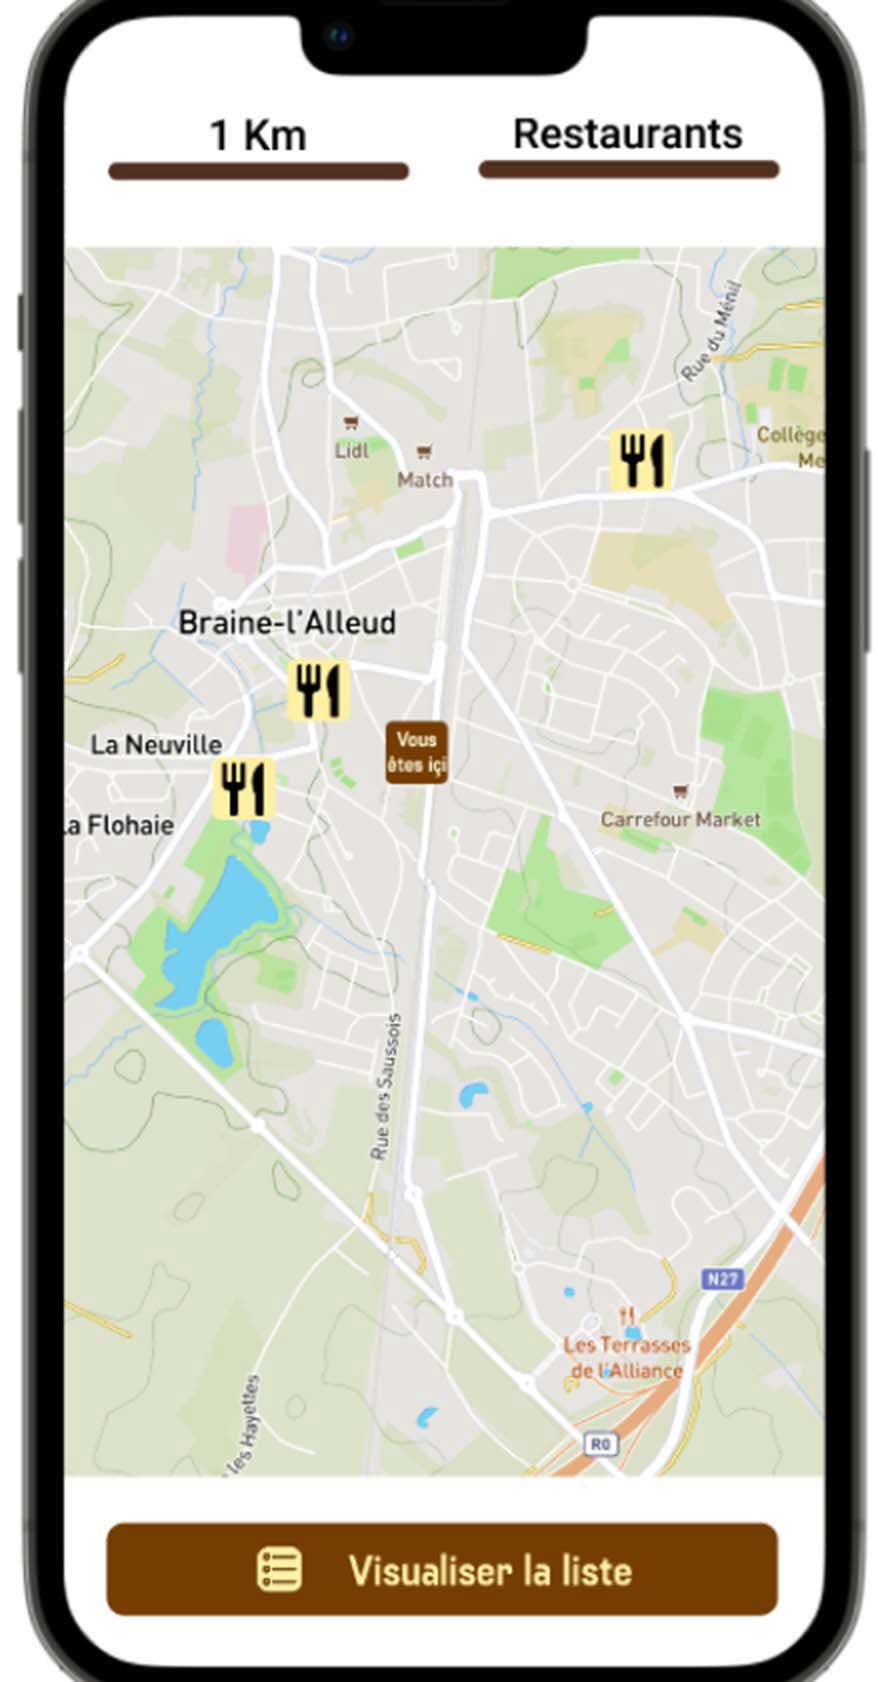 1 Km
Restaurants
Rue du Ménil
Lidl
Match
Collège
Me
Braine-l'Alleud
Vous
êtes içi
La Neuville
a Flohaie
Carrefour Market
Rue des Saussois
N27
Les Terrasses
de l'Alliance
les Hayettes
R0
Visualiser la liste